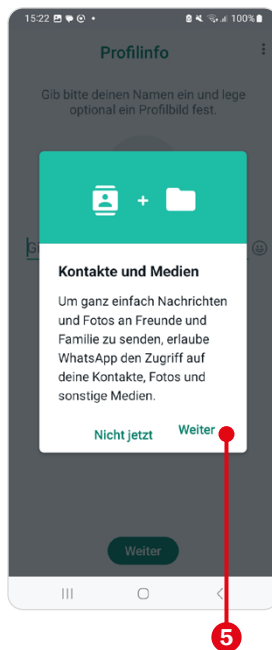 15:22
100%
Profilinfo
Gib bitte deinen Namen ein und lege
optional ein Profilbild fest.
Kontakte und Medien
Um ganz einfach Nachrichten
und Fotos an Freunde und
Familie zu senden, erlaube
WhatsApp den Zugriff auf
deine Kontakte, Fotos und
sonstige Medien.
Nicht jetzt
Weiter
Weiter
5